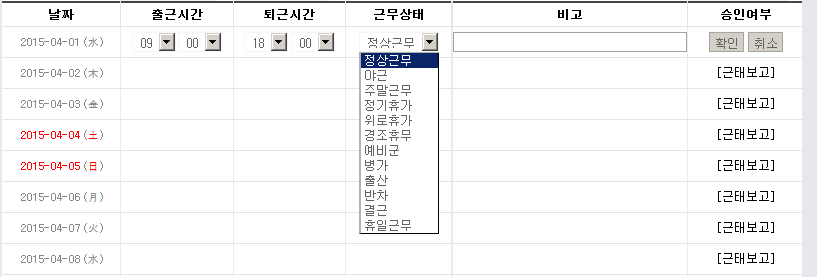 날짜 출근시간 퇴근시간 근무상태 비고 승인여부
2015-04-01 (水) 09 00 18 00 정상근무 확인 취소
정상근무
2015-04-02 (木) 야근 [근태보고]
주말근무
2015-04-03 (金) 정기휴가 [근태보고]
위로휴가
2015-04-04 (土) 경조휴무 [근태보고]
예비군
2015-04-05 (日) 병가 [근태보고]
출산
2015-04-06 (月) 반차 [근태보고]
결근
2015-04-07 (火) 휴일근무 [근태보고]
2015-04-08 (水) [근태보고]